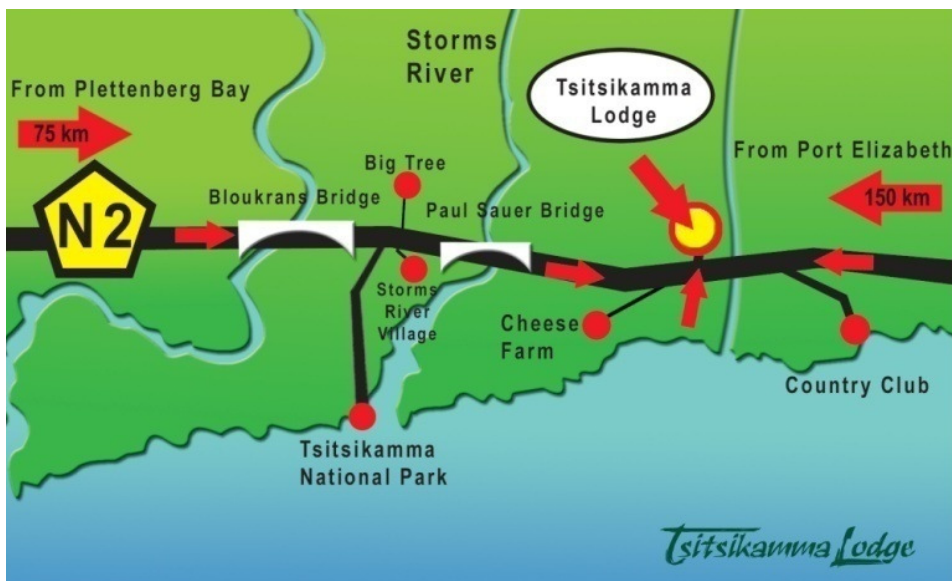 Storms
River
From Plettenberg Bay
75 km
Tsitsikamma
Lodge
From Port Elizabeth
150 km
Big Tree
Bloukrans Bridge
Paul Sauer Bridge
N2
Storms
River
Village
Cheese
Farm
Country Club
Tsitsikamma
National Park
Tsitsikamma Lodge